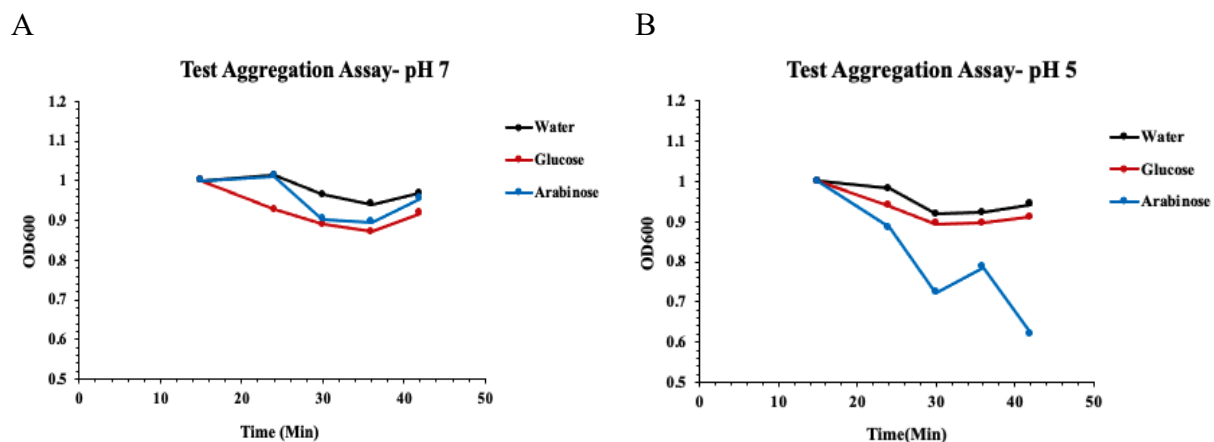 A
Test Aggregation Assay- pH 7
1.2
1.1
1
0.9
0.8
0.7
0.6
0.5
OD600
0 10 20 30 40 50
Time (Min)
Water
Glucose
Arabinose
B
Test Aggregation Assay- pH 5
1.2
1.1
1
0.9
0.8
0.7
0.6
0.5
OD600
0 10 20 30 40 50
Time(Min)
Water
Glucose
Arabinose